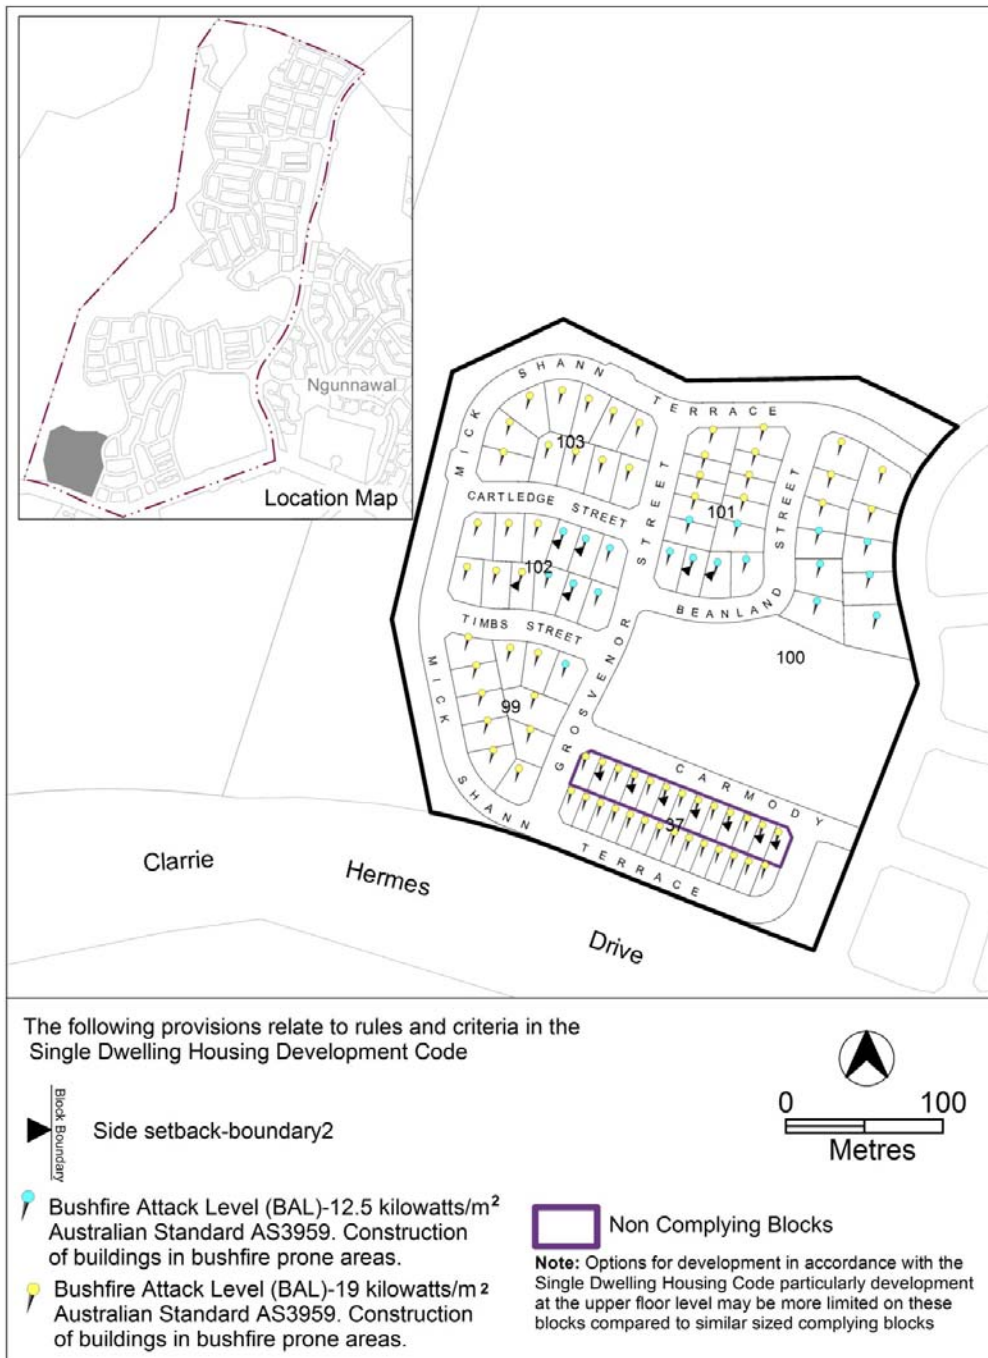 Ngunnawal
Location Map
MICK SHANN TERRACE
103
CARTLEDGE STREET
101
STREET
102
TIMBS STREET
GROSVENOR STREET
BEANLAND
100
MICK SHANN TERRACE
99
CARMODY
37
Clarrie Hermes Drive
The following provisions relate to rules and criteria in the
Single Dwelling Housing Development Code
Block Boundary
Side setback-boundary2
Bushfire Attack Level (BAL)-12.5 kilowatts/m²
Australian Standard AS3959. Construction
of buildings in bushfire prone areas.
Bushfire Attack Level (BAL)-19 kilowatts/m²
Australian Standard AS3959. Construction
of buildings in bushfire prone areas.
0 100
Metres
Non Complying Blocks
Note: Options for development in accordance with the
Single Dwelling Housing Code particularly development
at the upper floor level may be more limited on these
blocks compared to similar sized complying blocks